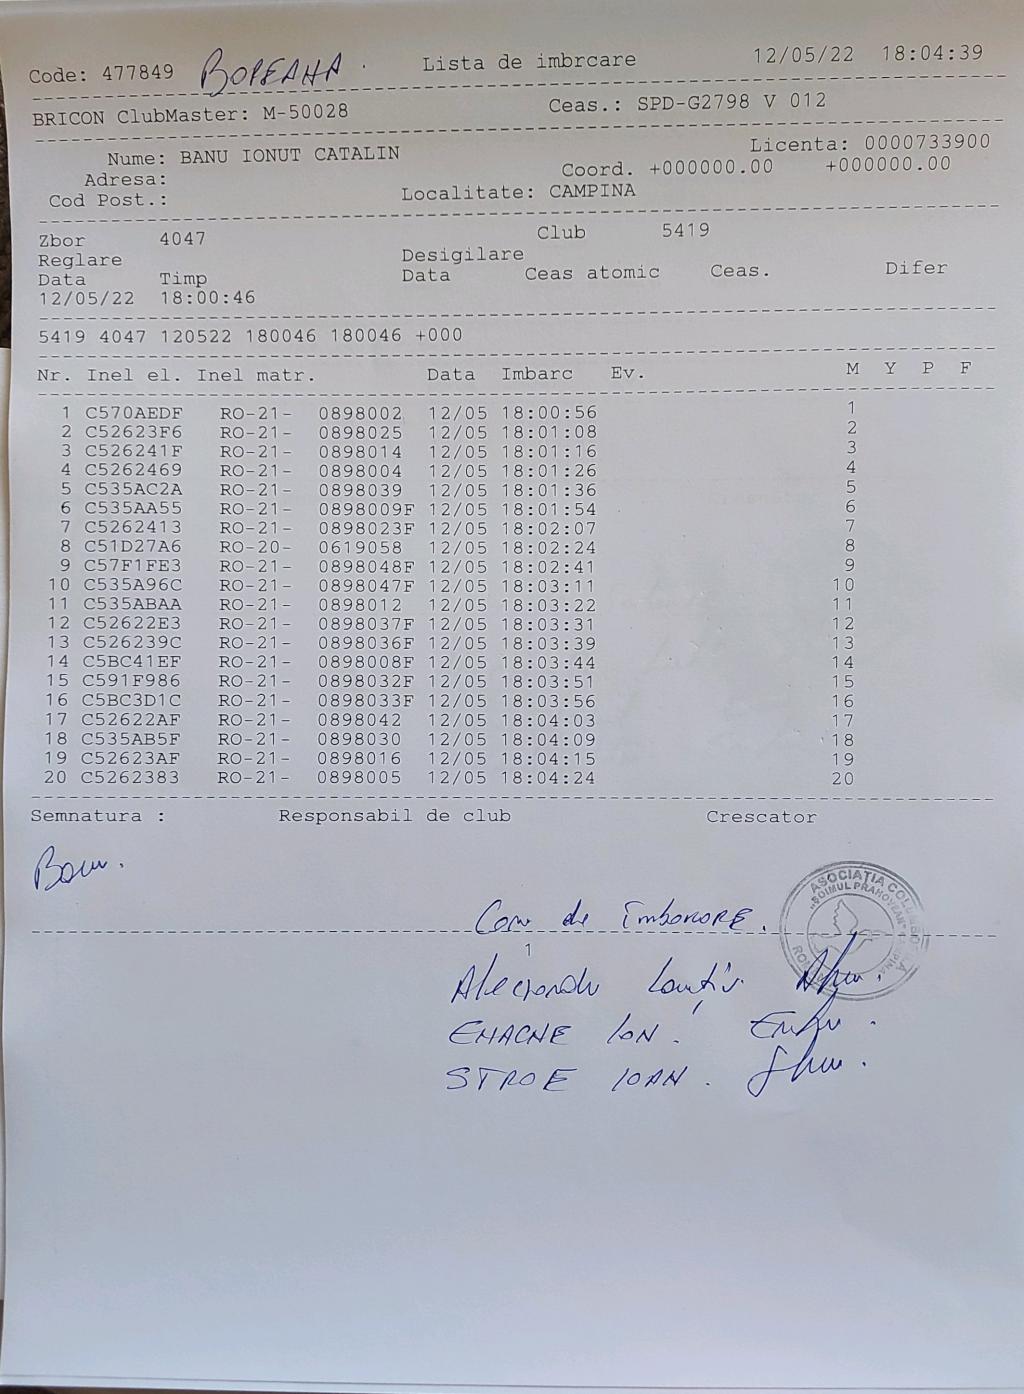 Code: 477849 BOPEAHA. Lista de imbrcare 12/05/22 18:04:39
BRICON ClubMaster: M-50028 Ceas.: SPD-G2798 V 012
Nume: BANU IONUT CATALIN Licenta: 0000733900
Adresa: Coord. +000000.00 +000000.00
Cod Post.: Localitate: CAMPINA
Zbor 4047 Club 5419
Reglare Desigilare
Data Timp Data Ceas atomic Ceas. Difer
12/05/22 18:00:46
5419 4047 120522 180046 180046 +000
Nr. Inel el. Inel matr. Data Imbarc Ev. M Y P F
1 C570AEDF RO-21- 0898002 12/05 18:00:56 1
2 C52623F6 RO-21- 0898025 12/05 18:01:08 2
3 C526241F RO-21- 0898014 12/05 18:01:16 3
4 C5262469 RO-21- 0898004 12/05 18:01:26 4
5 C535AC2A RO-21- 0898039 12/05 18:01:36 5
6 C535AA55 RO-21- 0898009F 12/05 18:01:54 6
7 C5262413 RO-21- 0898023F 12/05 18:02:07 7
8 C51D27A6 RO-20- 0619058 12/05 18:02:24 8
9 C57F1FE3 RO-21- 0898048F 12/05 18:02:41 9
10 C535A96C RO-21- 0898047F 12/05 18:03:11 10
11 C535ABAA RO-21- 0898012 12/05 18:03:22 11
12 C52622E3 RO-21- 0898037F 12/05 18:03:31 12
13 C526239C RO-21- 0898036F 12/05 18:03:39 13
14 C5BC41EF RO-21- 0898008F 12/05 18:03:44 14
15 C591F986 RO-21- 0898032F 12/05 18:03:51 15
16 C5BC3D1C RO-21- 0898033F 12/05 18:03:56 16
17 C52622AF RO-21- 0898042 12/05 18:04:03 17
18 C535AB5F RO-21- 0898030 12/05 18:04:09 18
19 C52623AF RO-21- 0898016 12/05 18:04:15 19
20 C5262383 RO-21- 0898005 12/05 18:04:24 20
Semnatura : Responsabil de club Crescator
ASOCIAȚIA
"ȘOIMUL PRAHOVEAN"
de
1
ION.
STROE IOAN.